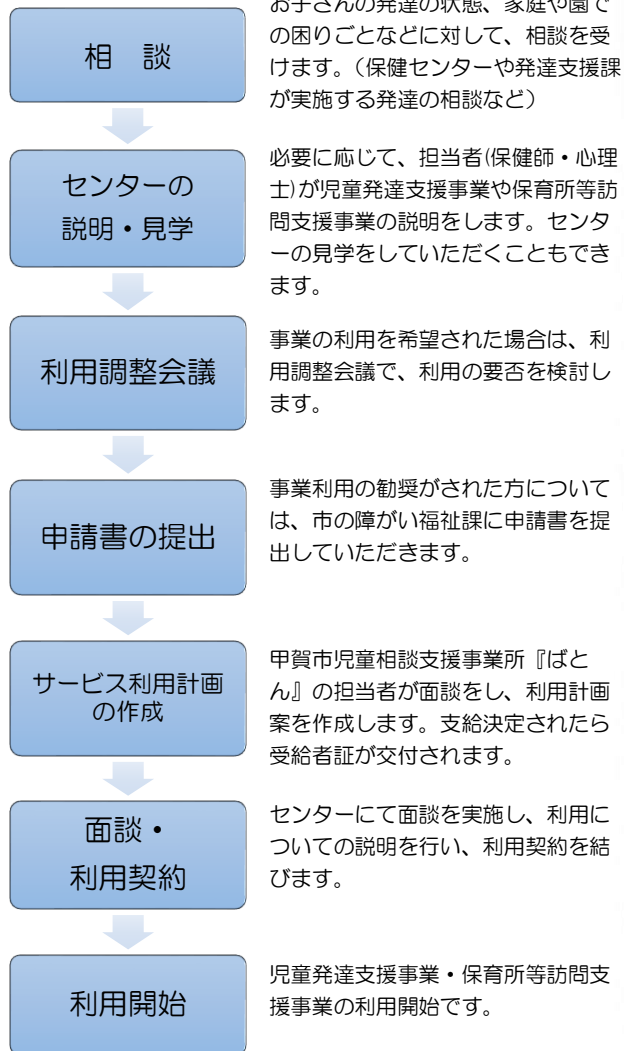 相　談
お子さんの発達の状態、家庭や園で
の困りごとなどに対して、相談を受
けます。（保健センターや発達支援課
が実施する発達の相談など）
センターの
説明・見学
必要に応じて、担当者(保健師・心理
士)が児童発達支援事業や保育所等訪
問支援事業の説明をします。センタ
ーの見学をしていただくこともでき
ます。
利用調整会議
事業の利用を希望された場合は、利
用調整会議で、利用の要否を検討し
ます。
申請書の提出
事業利用の勧奨がされた方について
は、市の障がい福祉課に申請書を提
出していただきます。
サービス利用計画
の作成
甲賀市児童相談支援事業所『ばと
ん』の担当者が面談をし、利用計画
案を作成します。支給決定されたら
受給者証が交付されます。
面談・
利用契約
センターにて面談を実施し、利用に
ついての説明を行い、利用契約を結
びます。
利用開始
児童発達支援事業・保育所等訪問支
援事業の利用開始です。